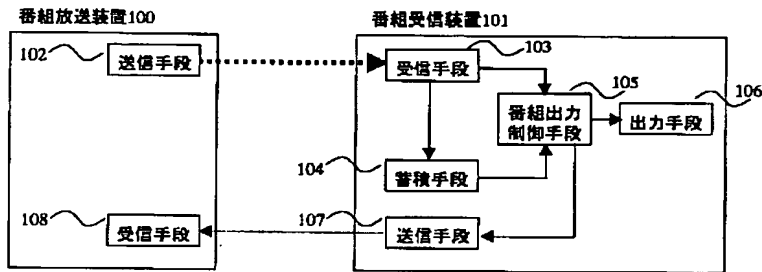 番組放送装置100
番組受信装置101
102
送信手段
103
受信手段
105
番組出力
制御手段
106
出力手段
104
蓄積手段
108
受信手段
107
送信手段